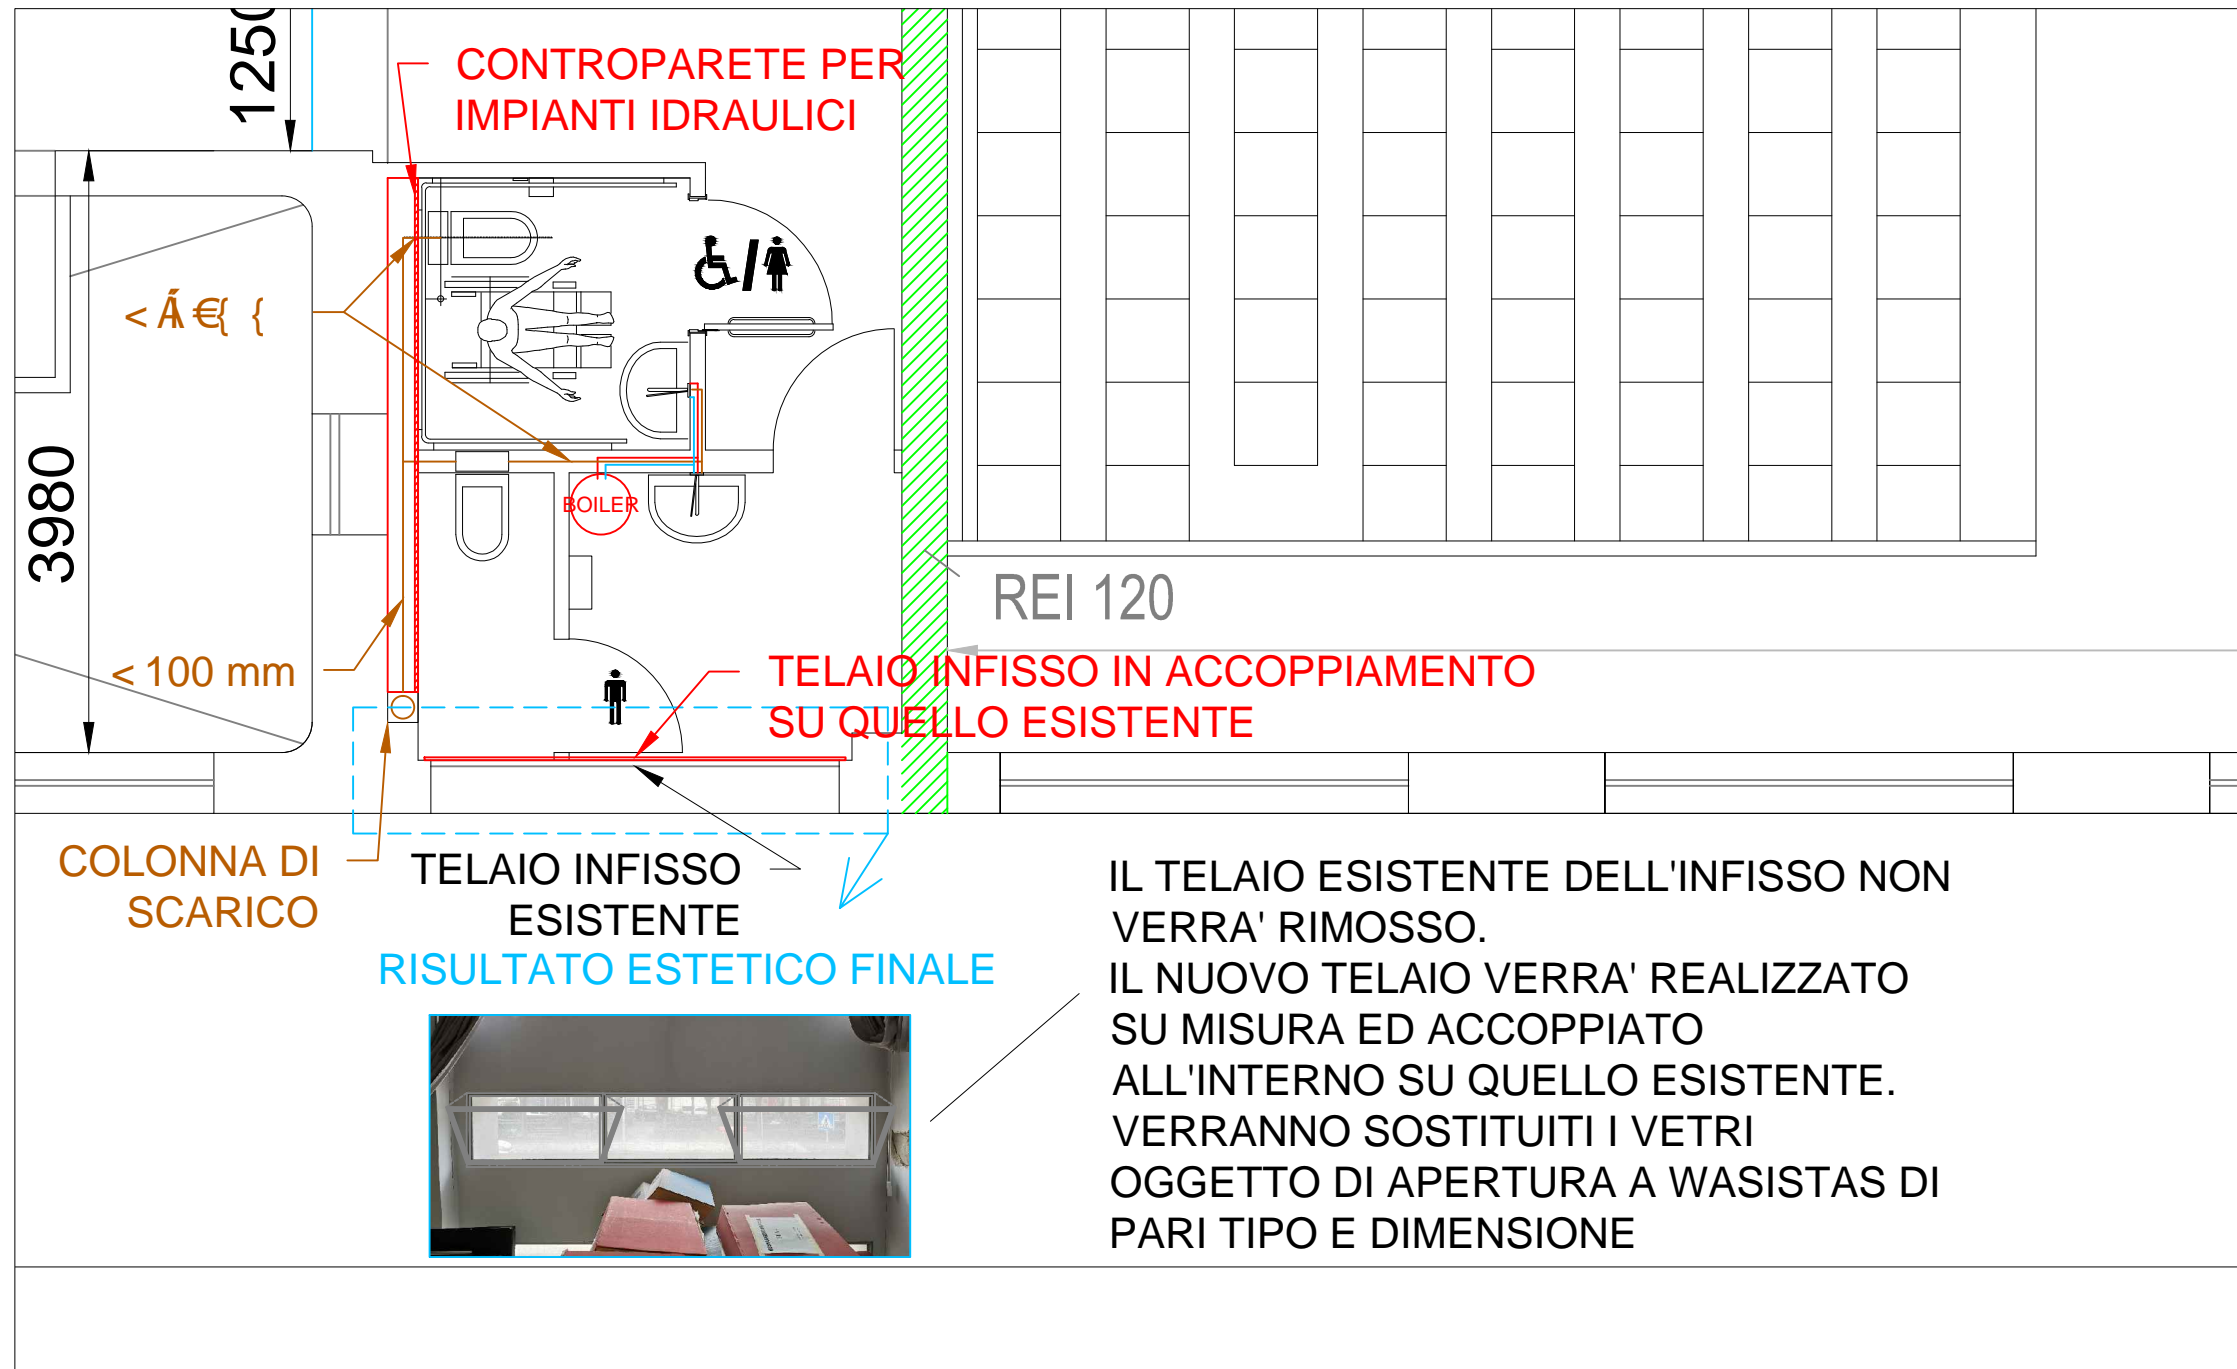 CONTROPARETE PER
IMPIANTI IDRAULICI
3980
BOILER
REI 120
< 100 mm
TELAIO INFISSO IN ACCOPPIAMENTO
SU QUELLO ESISTENTE
COLONNA DI
SCARICO
TELAIO INFISSO
ESISTENTE
RISULTATO ESTETICO FINALE
IL TELAIO ESISTENTE DELL'INFISSO NON
VERRA' RIMOSSO.
IL NUOVO TELAIO VERRA' REALIZZATO
SU MISURA ED ACCOPPIATO
ALL'INTERNO SU QUELLO ESISTENTE.
VERRANNO SOSTITUITI I VETRI
OGGETTO DI APERTURA A WASISTAS DI
PARI TIPO E DIMENSIONE